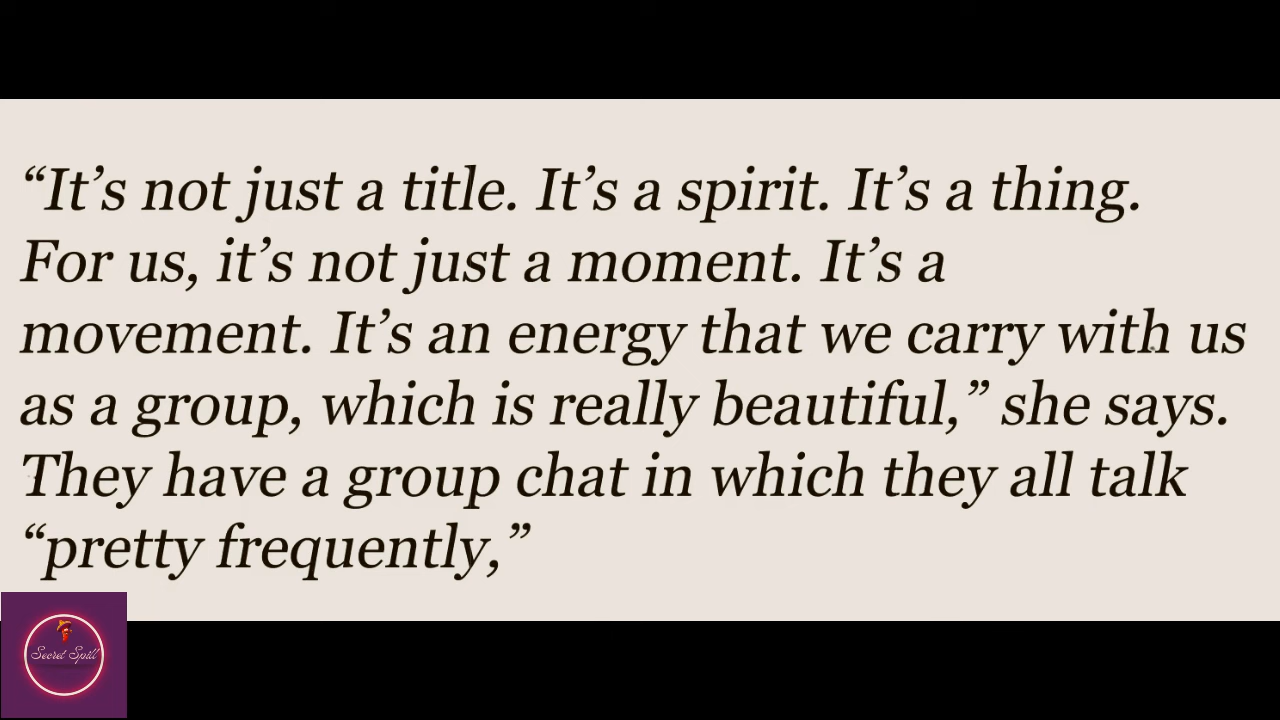 “It’s not just a title. It’s a spirit. It’s a thing.
For us, it’s not just a moment. It’s a
movement. It’s an energy that we carry with us
as a group, which is really beautiful,” she says.
They have a group chat in which they all talk
“pretty frequently,”
Secret Spill